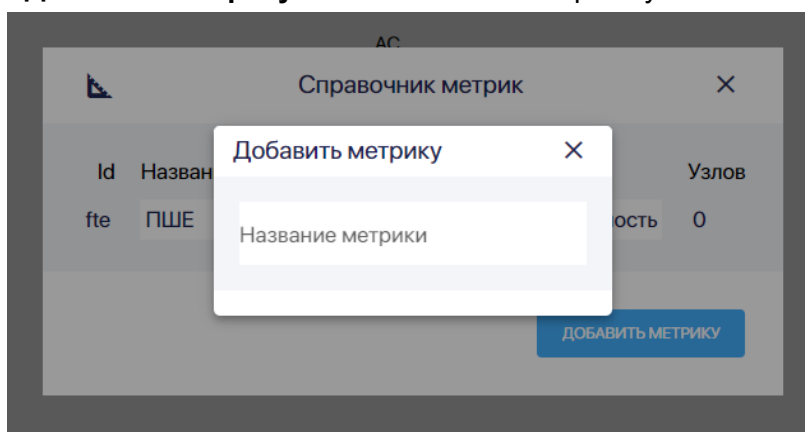 АС
Справочник метрик
Добавить метрику
Id Назван Узлов
fte ПШЕ ость 0
Название метрики
ДОБАВИТЬ МЕТРИКУ